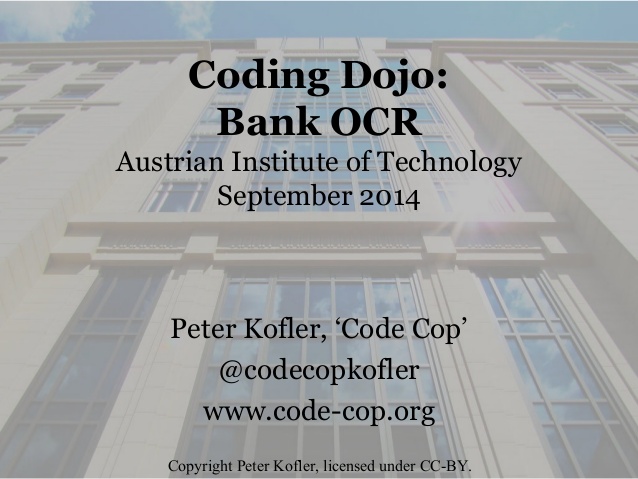 Coding Dojo:
Bank OCR
Austrian Institute of Technology
September 2014
Peter Kofler, ‘Code Cop’
@codecopkofler
www.code-cop.org
Copyright Peter Kofler, licensed under CC-BY.